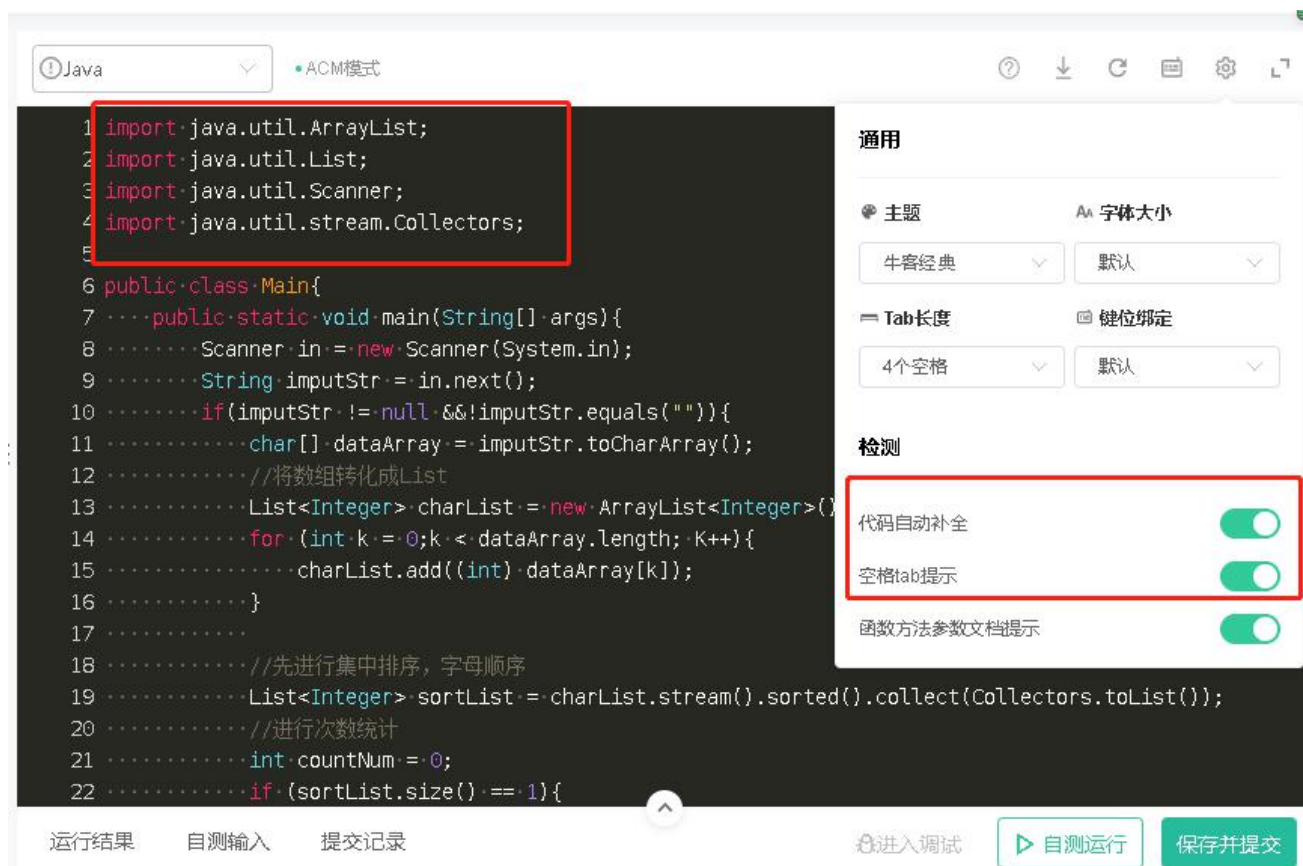 Java
•ACM模式
1 import java.util.ArrayList;
2 import java.util.List;
3 import java.util.Scanner;
4 import java.util.stream.Collectors;
5
6 public class Main{
7 ····public static void main(String[] args){
8 ········Scanner in = new Scanner(System.in);
9 ········String imputStr = in.next();
10 ········if(imputStr != null &&!imputStr.equals("")){
11 ············char[] dataArray = imputStr.toCharArray();
12 ············//将数组转化成List
13 ············List<Integer> charList = new ArrayList<Integer>()
14 ············for (int k = 0;k < dataArray.length; K++){
15 ················charList.add((int) dataArray[k]);
16 ············}
17 ············
18 ············//先进行集中排序，字母顺序
19 ············List<Integer> sortList = charList.stream().sorted().collect(Collectors.toList());
20 ············//进行次数统计
21 ············int countNum = 0;
22 ············if (sortList.size() == 1){
通用
主题 AA 字体大小
牛客经典 默认
Tab长度 键位绑定
4个空格 默认
检测
代码自动补全
空格tab提示
函数方法参数文档提示
运行结果 自测输入 提交记录 进入调试 自测运行 保存并提交